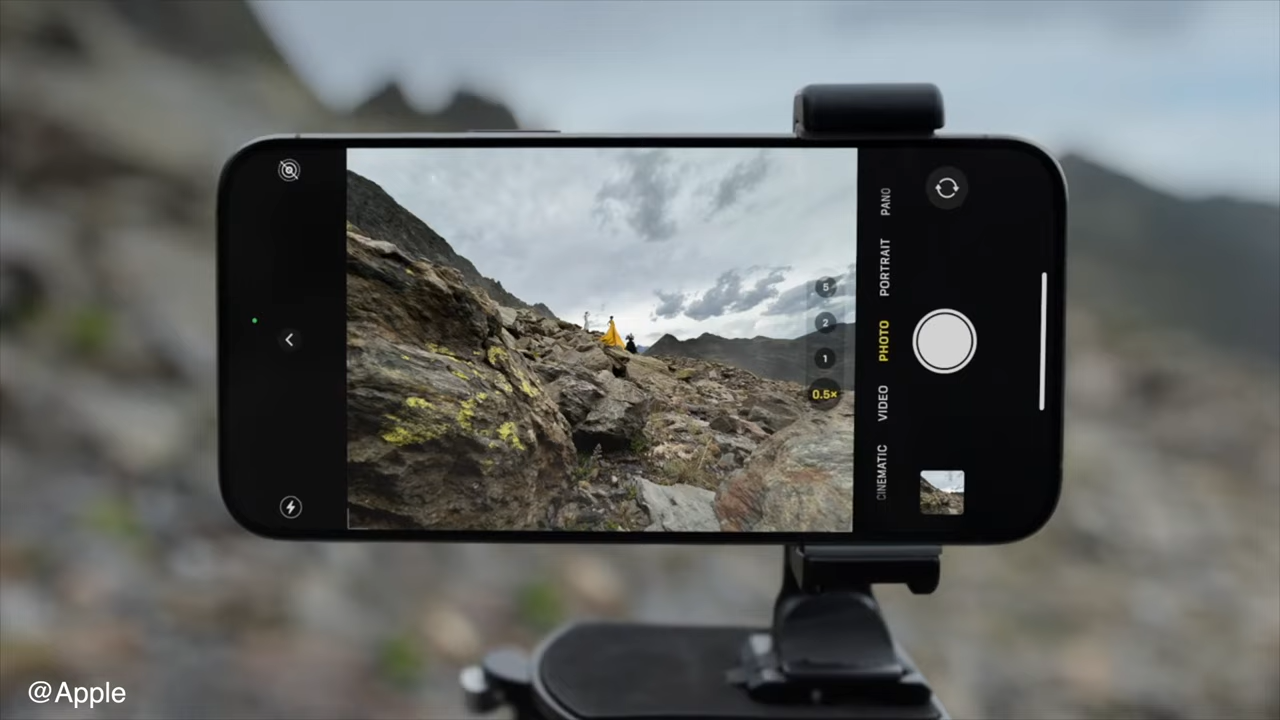 PANO
PORTRAIT
PHOTO
VIDEO
CINEMATIC
5
2
1
0.5×
@Apple